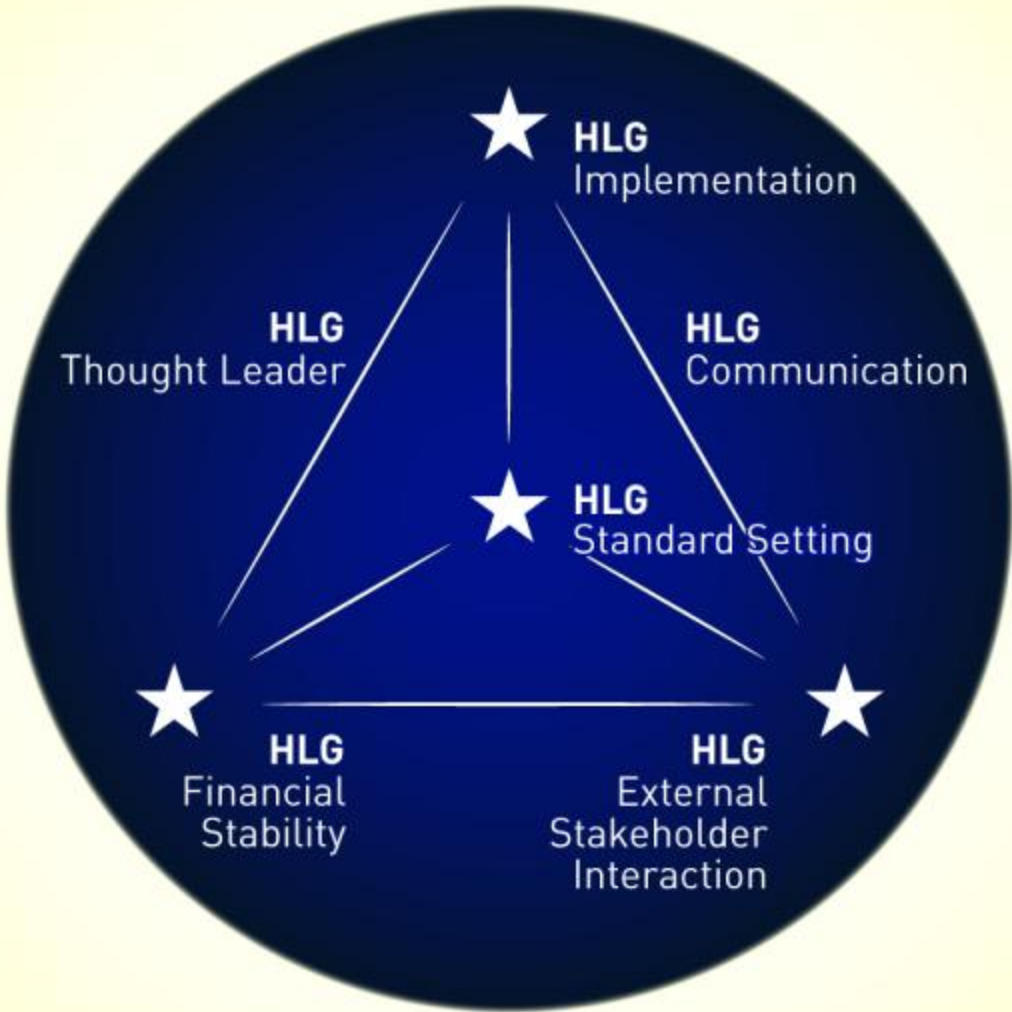 HLG
Implementation
HLG
Thought Leader
HLG
Communication
HLG
Standard Setting
HLG
Financial
Stability
HLG
External
Stakeholder
Interaction